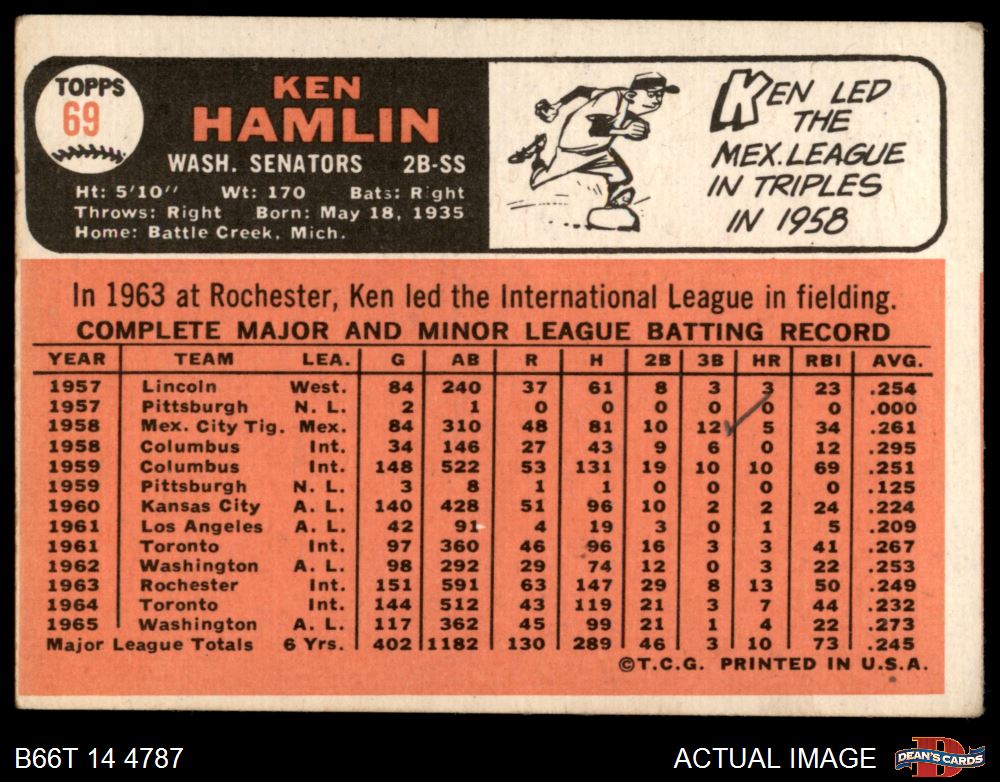 TOPPS
69
KEN
HAMLIN
WASH. SENATORS 2B-SS
Ht: 5'10" Wt: 170 Bats: Right
Throws: Right Born: May 18, 1935
Home: Battle Creek, Mich.
KEN LED
THE
MEX. LEAGUE
IN TRIPLES
IN 1958
In 1963 at Rochester, Ken led the International League in fielding.
COMPLETE MAJOR AND MINOR LEAGUE BATTING RECORD
YEAR TEAM LEA. G AB R H 2B 3B HR RBI AVG.
1957 Lincoln West. 84 240 37 61 8 3 3 23 .254
1957 Pittsburgh N. L. 2 1 0 0 0 0 0 0 .000
1958 Mex. City Tig. Mex. 84 310 48 81 10 12 5 34 .261
1958 Columbus Int. 34 146 27 43 9 6 0 12 .295
1959 Columbus Int. 148 522 53 131 19 10 10 69 .251
1959 Pittsburgh N. L. 3 8 1 1 0 0 0 0 .125
1960 Kansas City A. L. 140 428 51 96 10 2 2 24 .224
1961 Los Angeles A. L. 42 91 4 19 3 0 1 5 .209
1961 Toronto Int. 97 360 46 96 16 3 3 41 .267
1962 Washington A. L. 98 292 29 74 12 0 3 22 .253
1963 Rochester Int. 151 591 63 147 29 8 13 50 .249
1964 Toronto Int. 144 512 43 119 21 3 7 44 .232
1965 Washington A. L. 117 362 45 99 21 1 4 22 .273
Major League Totals 6 Yrs. 402 1182 130 289 46 3 10 73 .245
©T.C.G. PRINTED IN U.S.A.
B66T 14 4787
ACTUAL IMAGE
D
DEAN'S CARDS